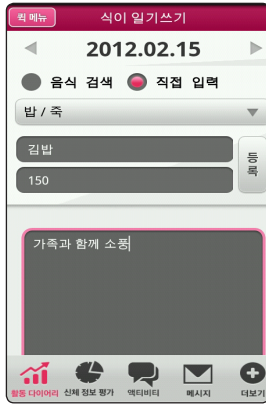 퀵 메뉴 식이 일기쓰기
2012.02.15
음식 검색 직접 입력
밥 / 죽
김밥
등록
150
가족과 함께 소풍
활동 다이어리 신체 정보 평가 액티비티 메시지 더보기